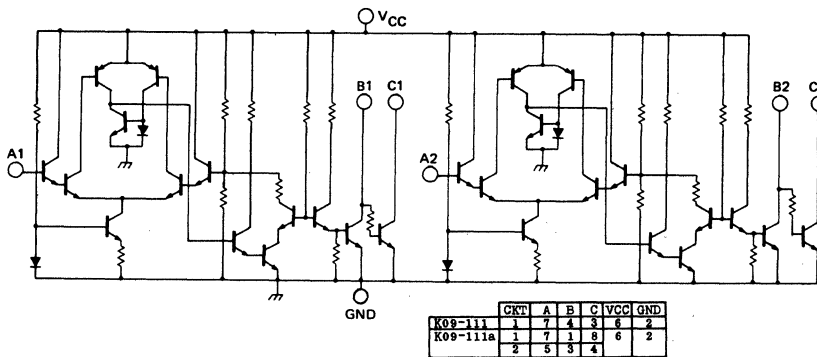 VCC
B1 C1
B2 C
A1
A2
GND
CKT A B C VCC GND
K09-111 1 7 4 3 6 2
K09-111a 1 7 1 8 6 2
2 5 3 4